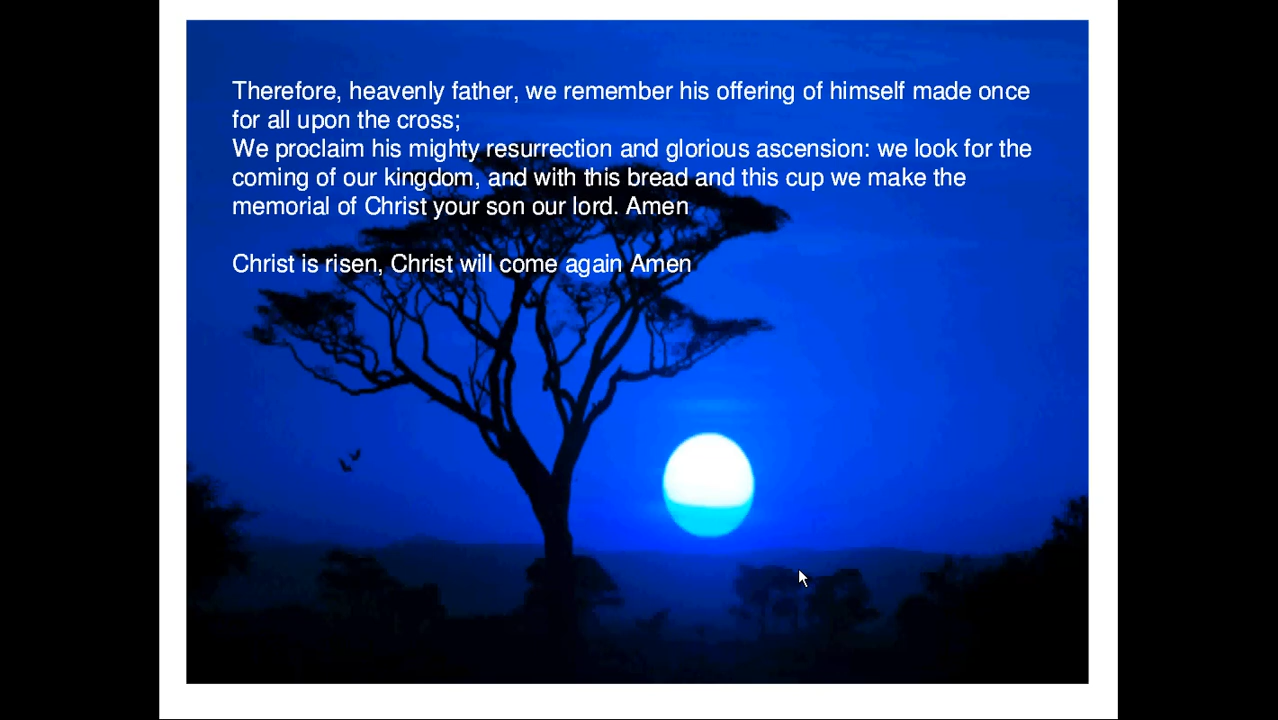 Therefore, heavenly father, we remember his offering of himself made once
for all upon the cross;
We proclaim his mighty resurrection and glorious ascension: we look for the
coming of our kingdom, and with this bread and this cup we make the
memorial of Christ your son our lord. Amen
Christ is risen, Christ will come again Amen